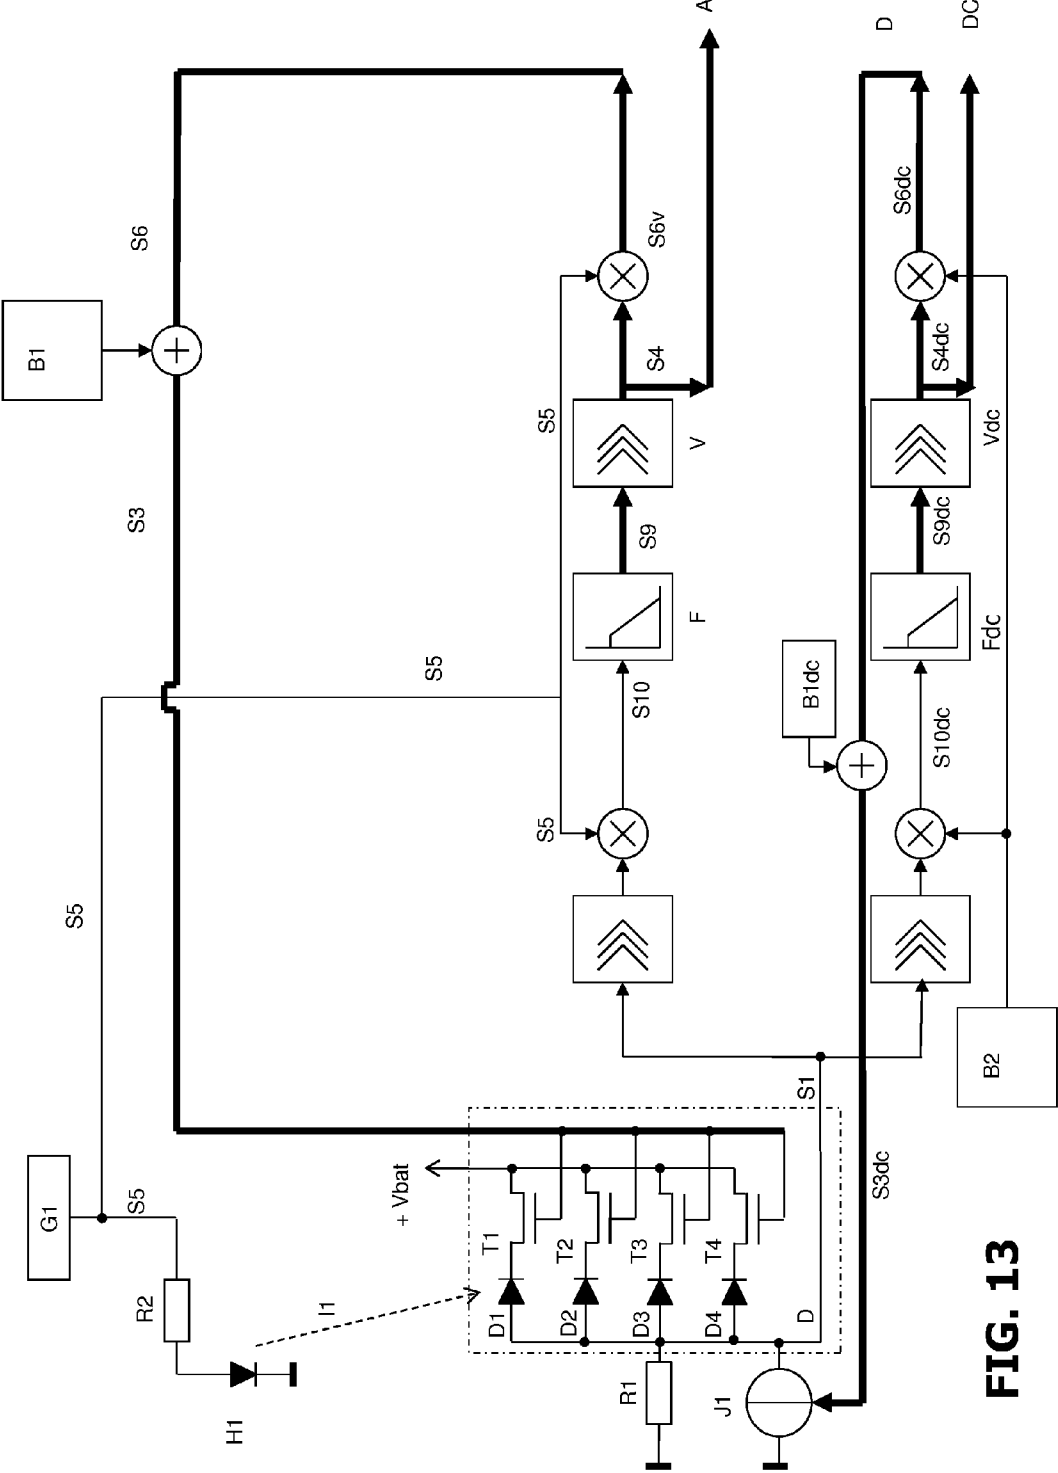 G1
B1
S5
S5
S3
S6
R2
H1
I1
+ Vbat
S5
D1
T1
S5
S5
D2
T2
R1
D3
T3
S10
S9
S4
S6v
D4
T4
F
V
A
J1
D
S1
B1dc
S3dc
D
S10dc
S9dc
S4dc
S6dc
B2
Fdc
Vdc
DC
FIG. 13